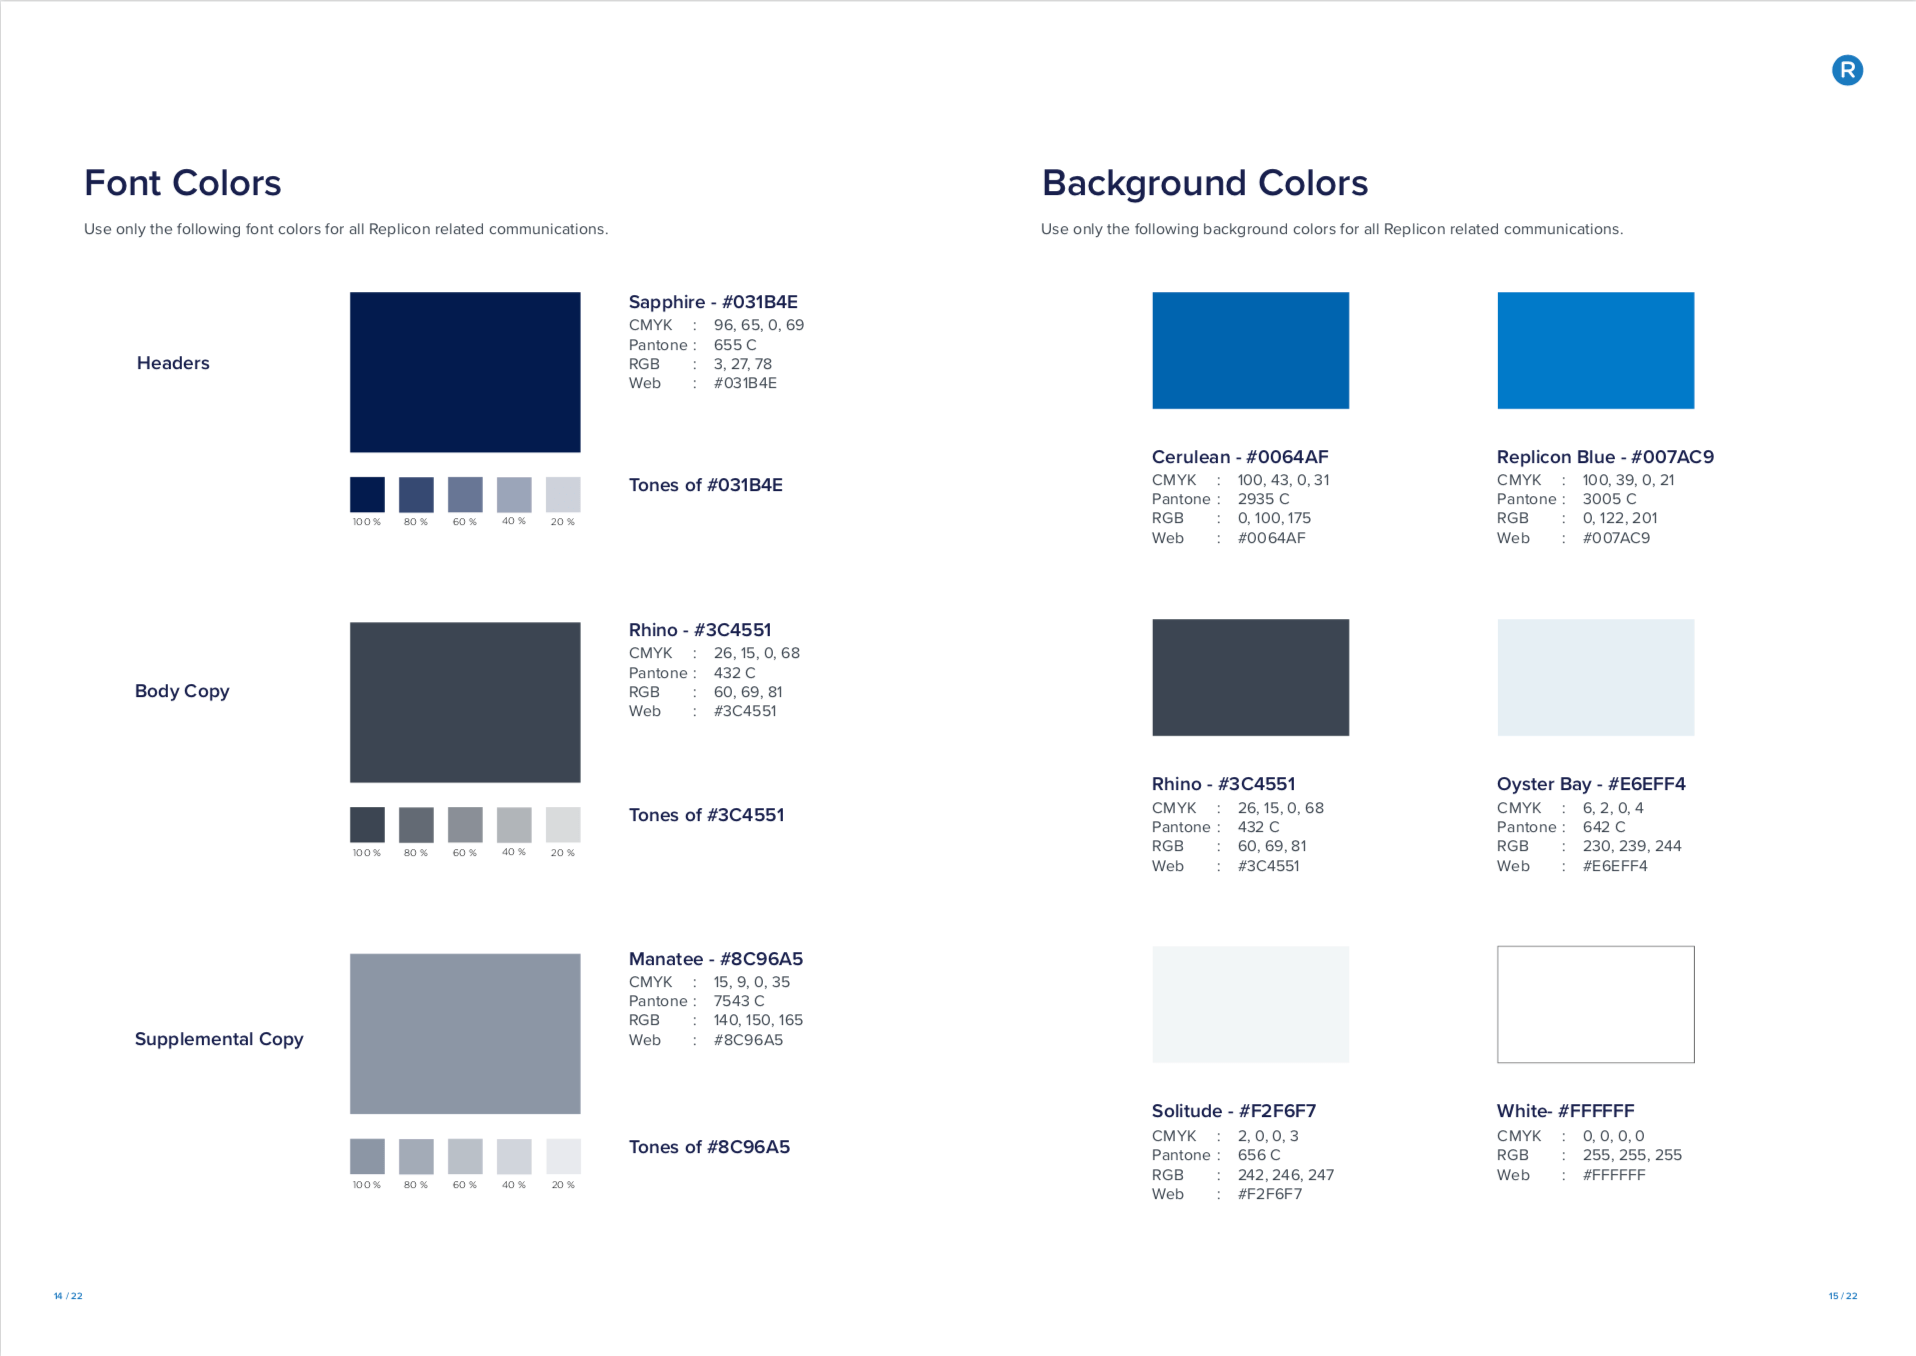 R
Font Colors
Use only the following font colors for all Replicon related communications.
Headers
Sapphire - #031B4E
CMYK : 96, 65, 0, 69
Pantone : 655 C
RGB : 3, 27, 78
Web : #031B4E
Tones of #031B4E
100 % 80 % 60 % 40 % 20 %
Body Copy
Rhino - #3C4551
CMYK : 26, 15, 0, 68
Pantone : 432 C
RGB : 60, 69, 81
Web : #3C4551
Tones of #3C4551
100 % 80 % 60 % 40 % 20 %
Supplemental Copy
Manatee - #8C96A5
CMYK : 15, 9, 0, 35
Pantone : 7543 C
RGB : 140, 150, 165
Web : #8C96A5
Tones of #8C96A5
100 % 80 % 60 % 40 % 20 %
14 / 22
Background Colors
Use only the following background colors for all Replicon related communications.
Cerulean - #0064AF
CMYK : 100, 43, 0, 31
Pantone : 2935 C
RGB : 0, 100, 175
Web : #0064AF
Replicon Blue - #007AC9
CMYK : 100, 39, 0, 21
Pantone : 3005 C
RGB : 0, 122, 201
Web : #007AC9
Rhino - #3C4551
CMYK : 26, 15, 0, 68
Pantone : 432 C
RGB : 60, 69, 81
Web : #3C4551
Oyster Bay - #E6EFF4
CMYK : 6, 2, 0, 4
Pantone : 642 C
RGB : 230, 239, 244
Web : #E6EFF4
Solitude - #F2F6F7
CMYK : 2, 0, 0, 3
Pantone : 656 C
RGB : 242, 246, 247
Web : #F2F6F7
White- #FFFFFF
CMYK : 0, 0, 0, 0
RGB : 255, 255, 255
Web : #FFFFFF
15 / 22